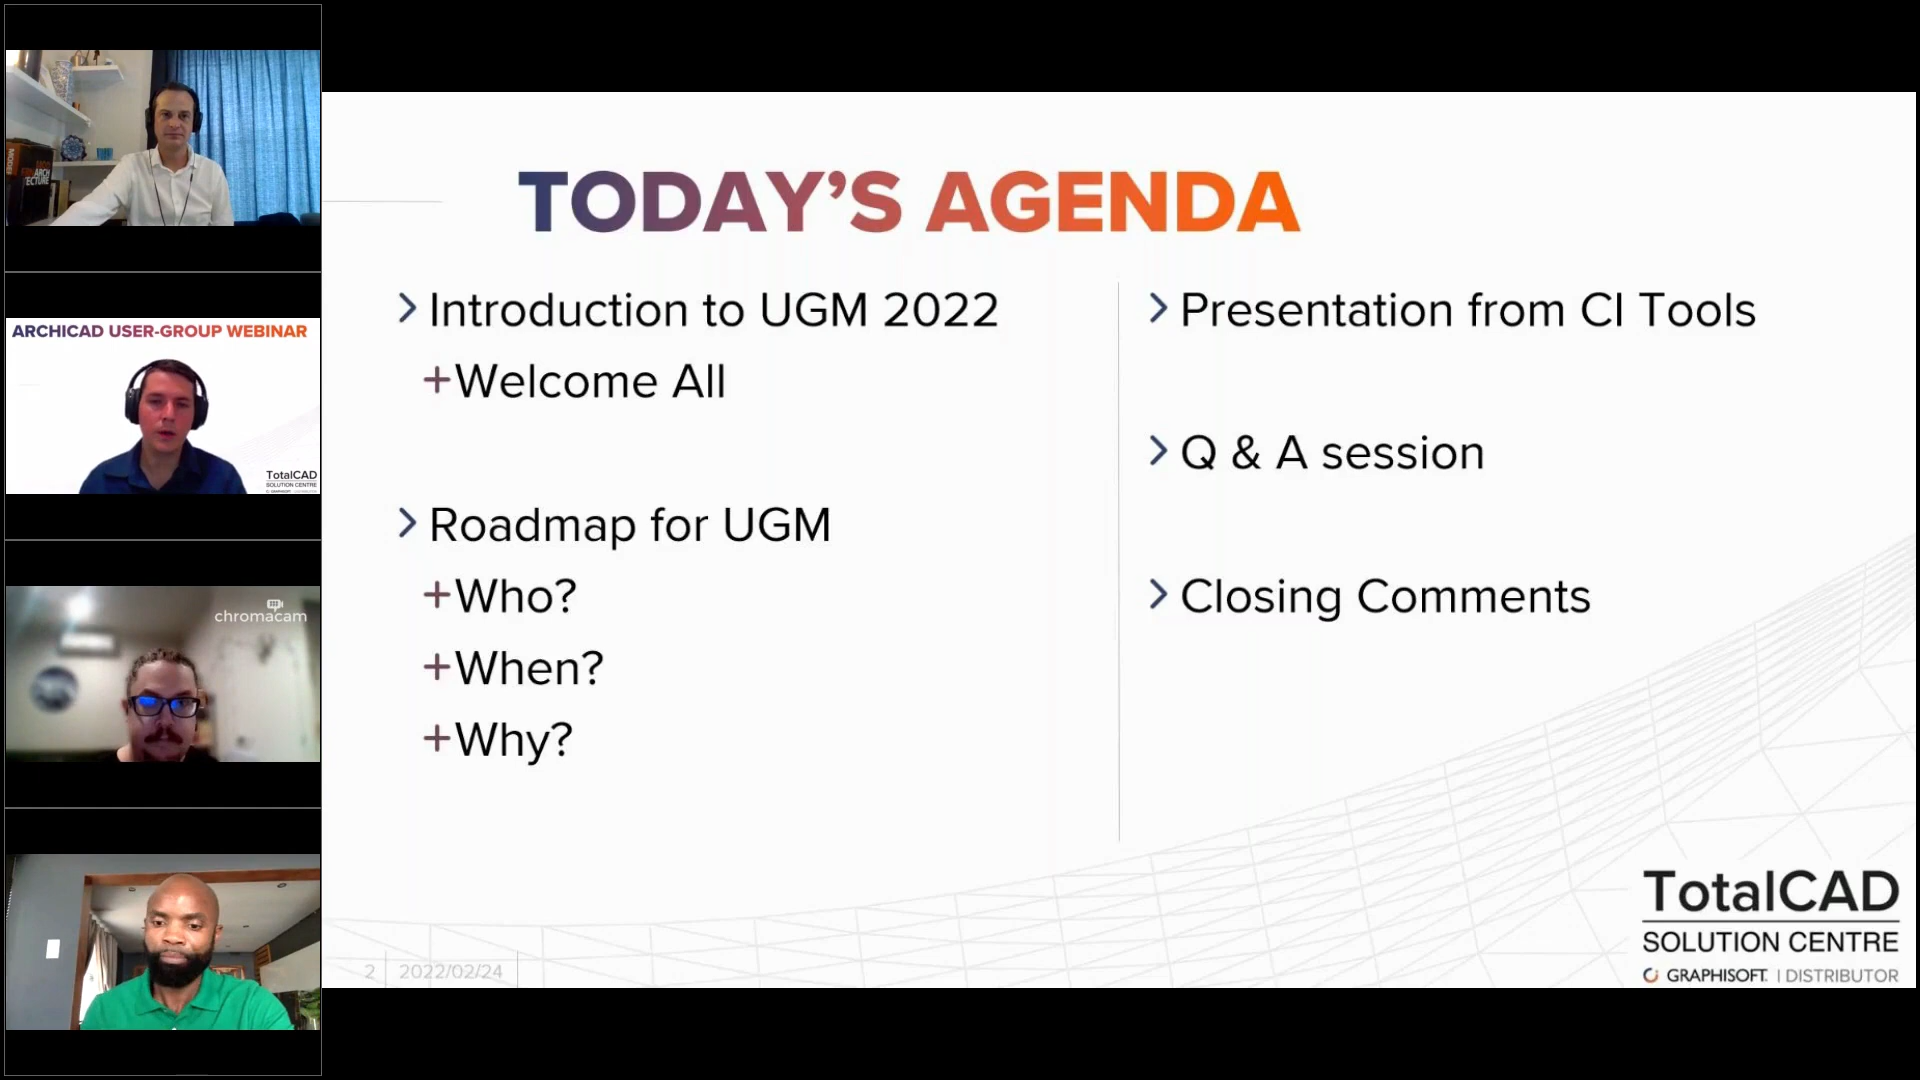 ARCHICAD USER-GROUP WEBINAR
TotalCAD
SOLUTION CENTRE
chromacam
TODAY’S AGENDA
Introduction to UGM 2022
+Welcome All
Roadmap for UGM
+Who?
+When?
+Why?
Presentation from CI Tools
Q & A session
Closing Comments
2 | 2022/02/24
TotalCAD
SOLUTION CENTRE
GRAPHISOFT | DISTRIBUTOR